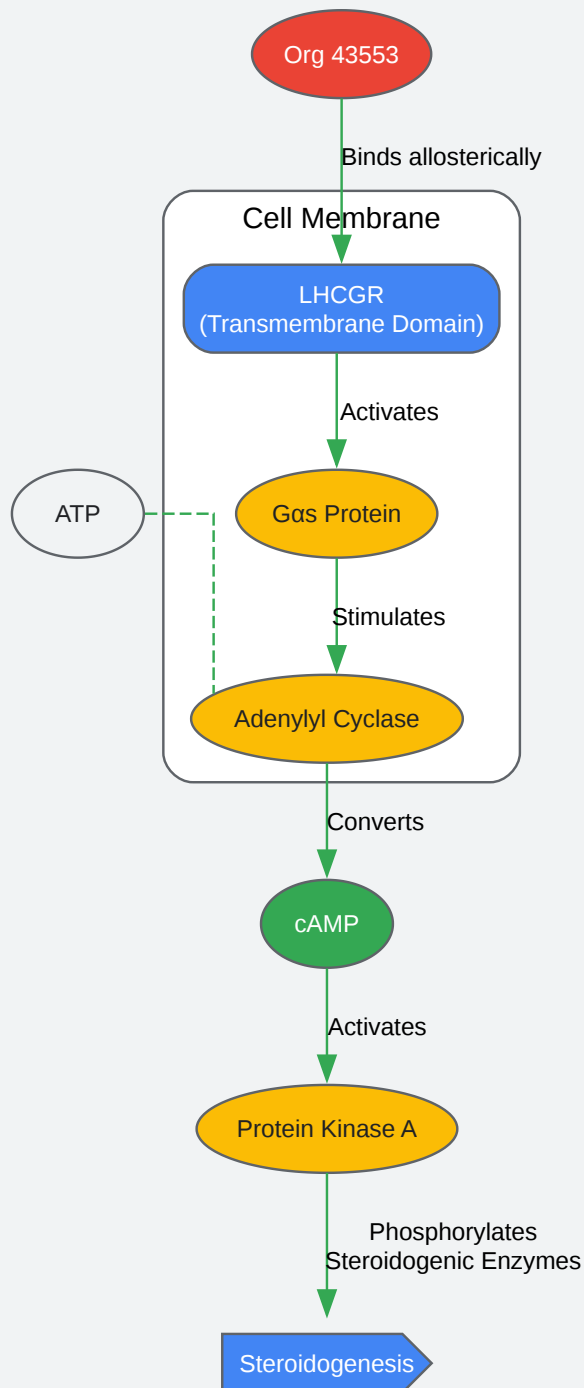 Org 43553
Binds allosterically
Cell Membrane
LHCGR
(Transmembrane Domain)
Activates
ATP
Gαs Protein
Stimulates
Adenylyl Cyclase
Converts
cAMP
Activates
Protein Kinase A
Phosphorylates
Steroidogenic Enzymes
Steroidogenesis